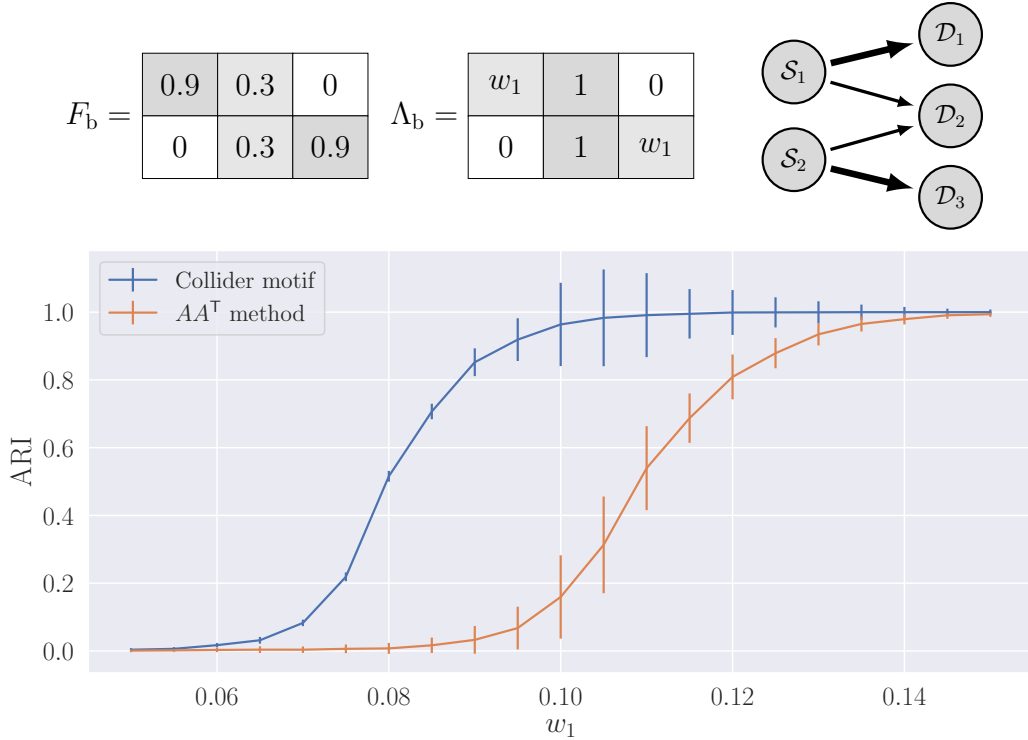 F_b = 0.9 0.3 0
0 0.3 0.9
Λ_b = w_1 1 0
0 1 w_1
𝒮_1
𝒮_2
𝒟_1
𝒟_2
𝒟_3
Collider motif
AA^T method
ARI
1.0
0.8
0.6
0.4
0.2
0.0
0.06 0.08 0.10 0.12 0.14
w_1